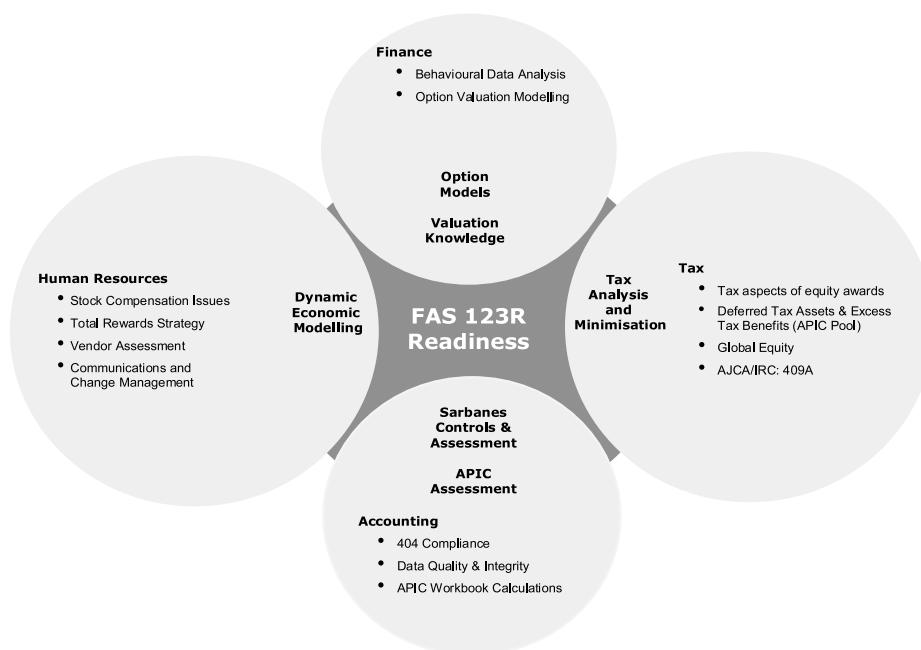 Finance
• Behavioural Data Analysis
• Option Valuation Modelling
Option
Models
Valuation
Knowledge
Human Resources
• Stock Compensation Issues
• Total Rewards Strategy
• Vendor Assessment
• Communications and
Change Management
Dynamic
Economic
Modelling
FAS 123R
Readiness
Tax
Analysis
and
Minimisation
Tax
• Tax aspects of equity awards
• Deferred Tax Assets & Excess
Tax Benefits (APIC Pool)
• Global Equity
• AJCA/IRC: 409A
Sarbanes
Controls &
Assessment
APIC
Assessment
Accounting
• 404 Compliance
• Data Quality & Integrity
• APIC Workbook Calculations